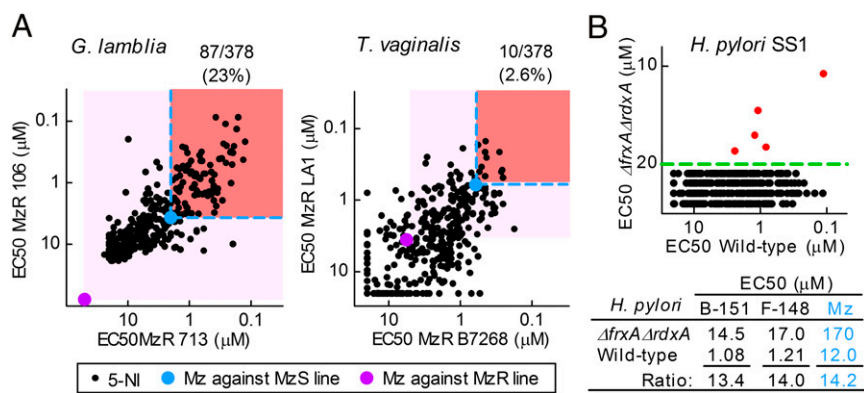 A
G. lamblia
87/378
(23%)
EC50 MzR 106 (μM)
0.1
1
10
10
1
0.1
EC50MzR 713 (μM)
T. vaginalis
10/378
(2.6%)
EC50 MzR LA1 (μM)
0.1
1
10
10
1
0.1
EC50 MzR B7268 (μM)
5-NI
Mz against MzS line
Mz against MzR line
B
H. pylori SS1
EC50 ΔfrxAΔrdxA (μM)
10
20
10
1
0.1
EC50 Wild-type (μM)
EC50 (μM)
H. pylori B-151 F-148 Mz
ΔfrxAΔrdxA 14.5 17.0 170
Wild-type 1.08 1.21 12.0
Ratio: 13.4 14.0 14.2